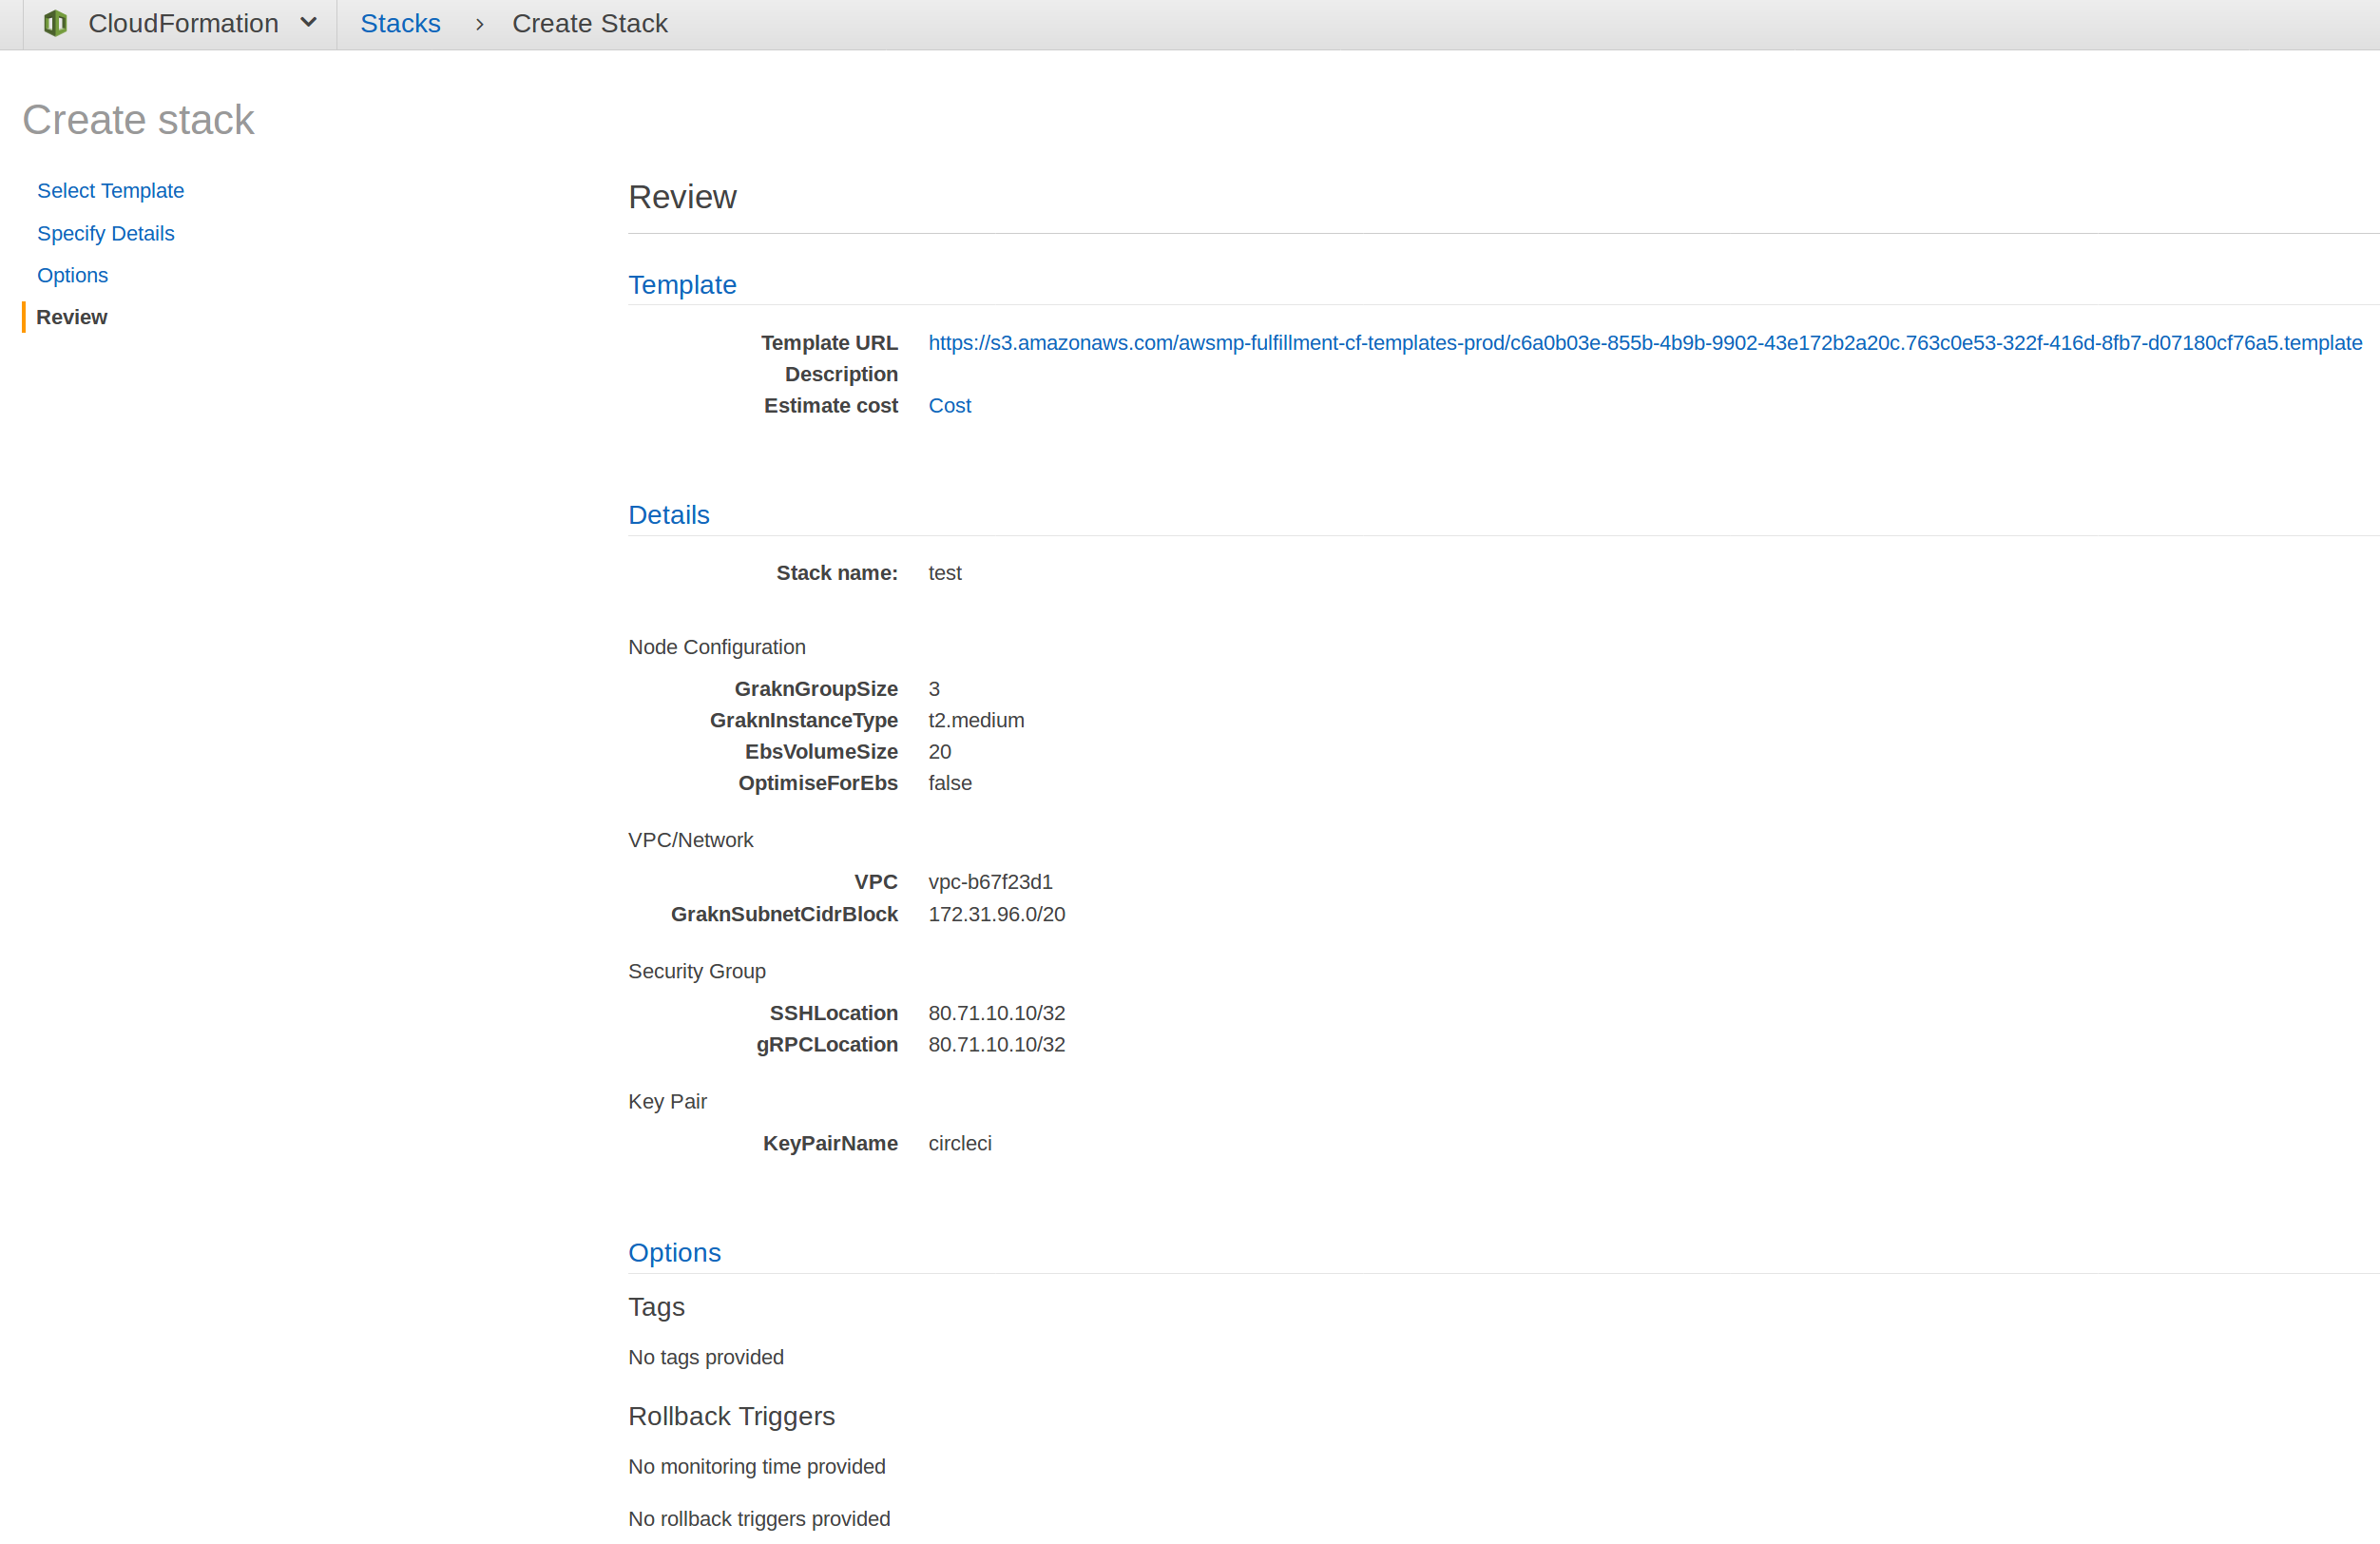 CloudFormation Stacks › Create Stack
Create stack
Select Template
Specify Details
Options
Review
Review
Template
Template URL https://s3.amazonaws.com/awsmp-fulfillment-cf-templates-prod/c6a0b03e-855b-4b9b-9902-43e172b2a20c.763c0e53-322f-416d-8fb7-d07180cf76a5.template
Description
Estimate cost Cost
Details
Stack name: test
Node Configuration
GraknGroupSize 3
GraknInstanceType t2.medium
EbsVolumeSize 20
OptimiseForEbs false
VPC/Network
VPC vpc-b67f23d1
GraknSubnetCidrBlock 172.31.96.0/20
Security Group
SSHLocation 80.71.10.10/32
gRPCLocation 80.71.10.10/32
Key Pair
KeyPairName circleci
Options
Tags
No tags provided
Rollback Triggers
No monitoring time provided
No rollback triggers provided